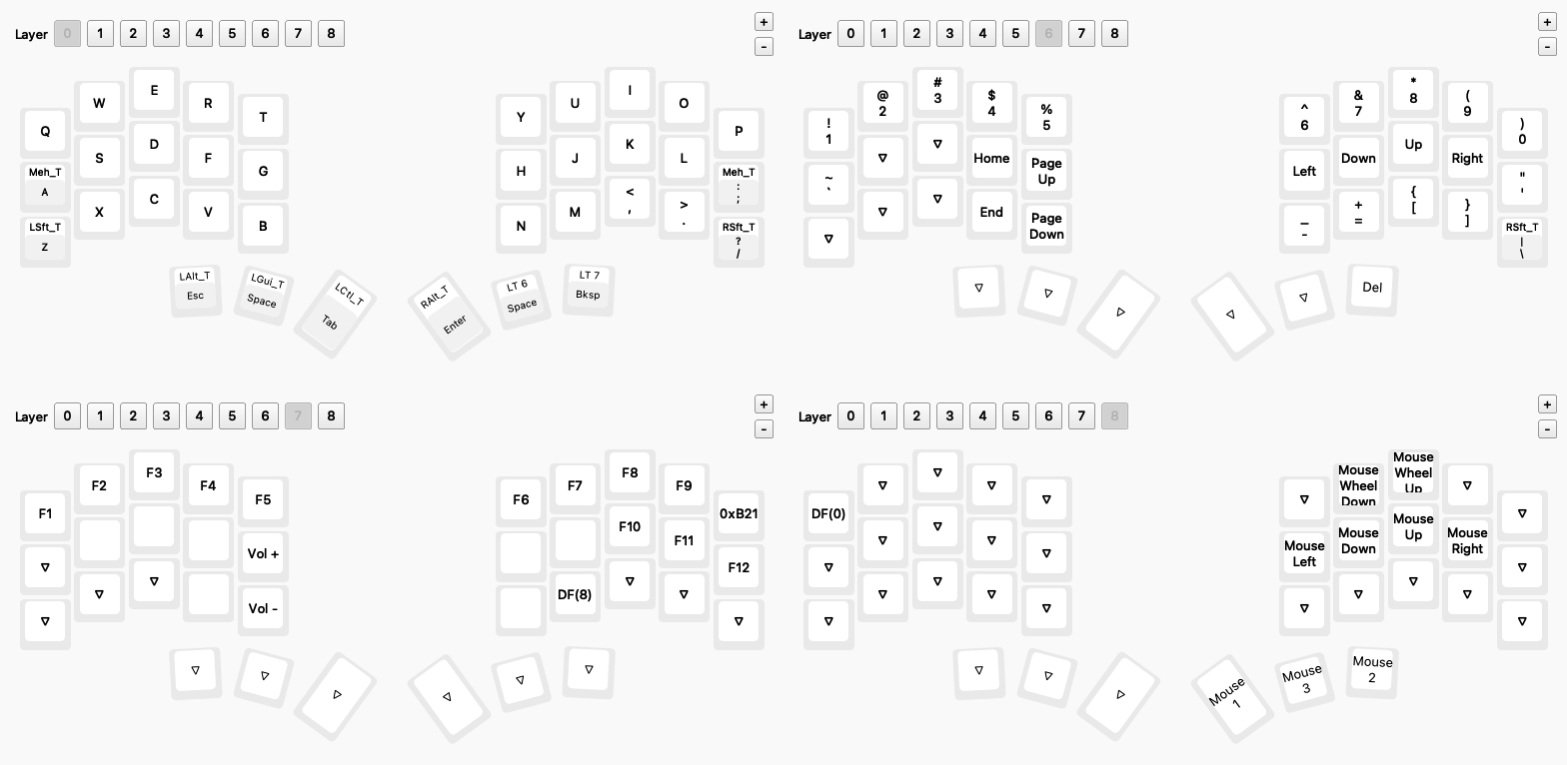 Layer 0 1 2 3 4 5 6 7 8
+
-
Q W E R T
Y U I O P
Meh_T
A
S D F G
H J K L
Meh_T
:
;
LSft_T
Z
X C V B
N M
<
,
>
.
RSft_T
?
/
LAlt_T
Esc
LGui_T
Space
LCtl_T
Tab
RAlt_T
Enter
LT 6
Space
LT 7
Bksp
Layer 0 1 2 3 4 5 6 7 8
+
-
!
1
@
2
#
3
$
4
%
5
^
6
&
7
*
8
(
9
)
0
~
`
▽
▽
Home
Page
Up
Left
Down
Up
Right
"
'
▽
▽
▽
End
Page
Down
_
-
+
=
{
[
}
]
RSft_T
|
\
▽
▽
▽
▽
▽
Del
Layer 0 1 2 3 4 5 6 7 8
+
-
F1 F2 F3 F4 F5
F6 F7 F8 F9 0xB21
▽
Vol +
F10 F11 F12
▽ ▽ ▽
Vol -
DF(8)
▽ ▽ ▽
▽ ▽ ▽
▽ ▽ ▽
Layer 0 1 2 3 4 5 6 7 8
+
-
DF(0) ▽ ▽ ▽ ▽
▽
Mouse
Wheel
Down
Mouse
Wheel
Up
▽ ▽
▽ ▽ ▽ ▽ ▽
Mouse
Left
Mouse
Down
Mouse
Up
Mouse
Right
▽
▽ ▽ ▽ ▽ ▽
▽ ▽ ▽ ▽ ▽
▽ ▽ ▽
Mouse
1
Mouse
3
Mouse
2